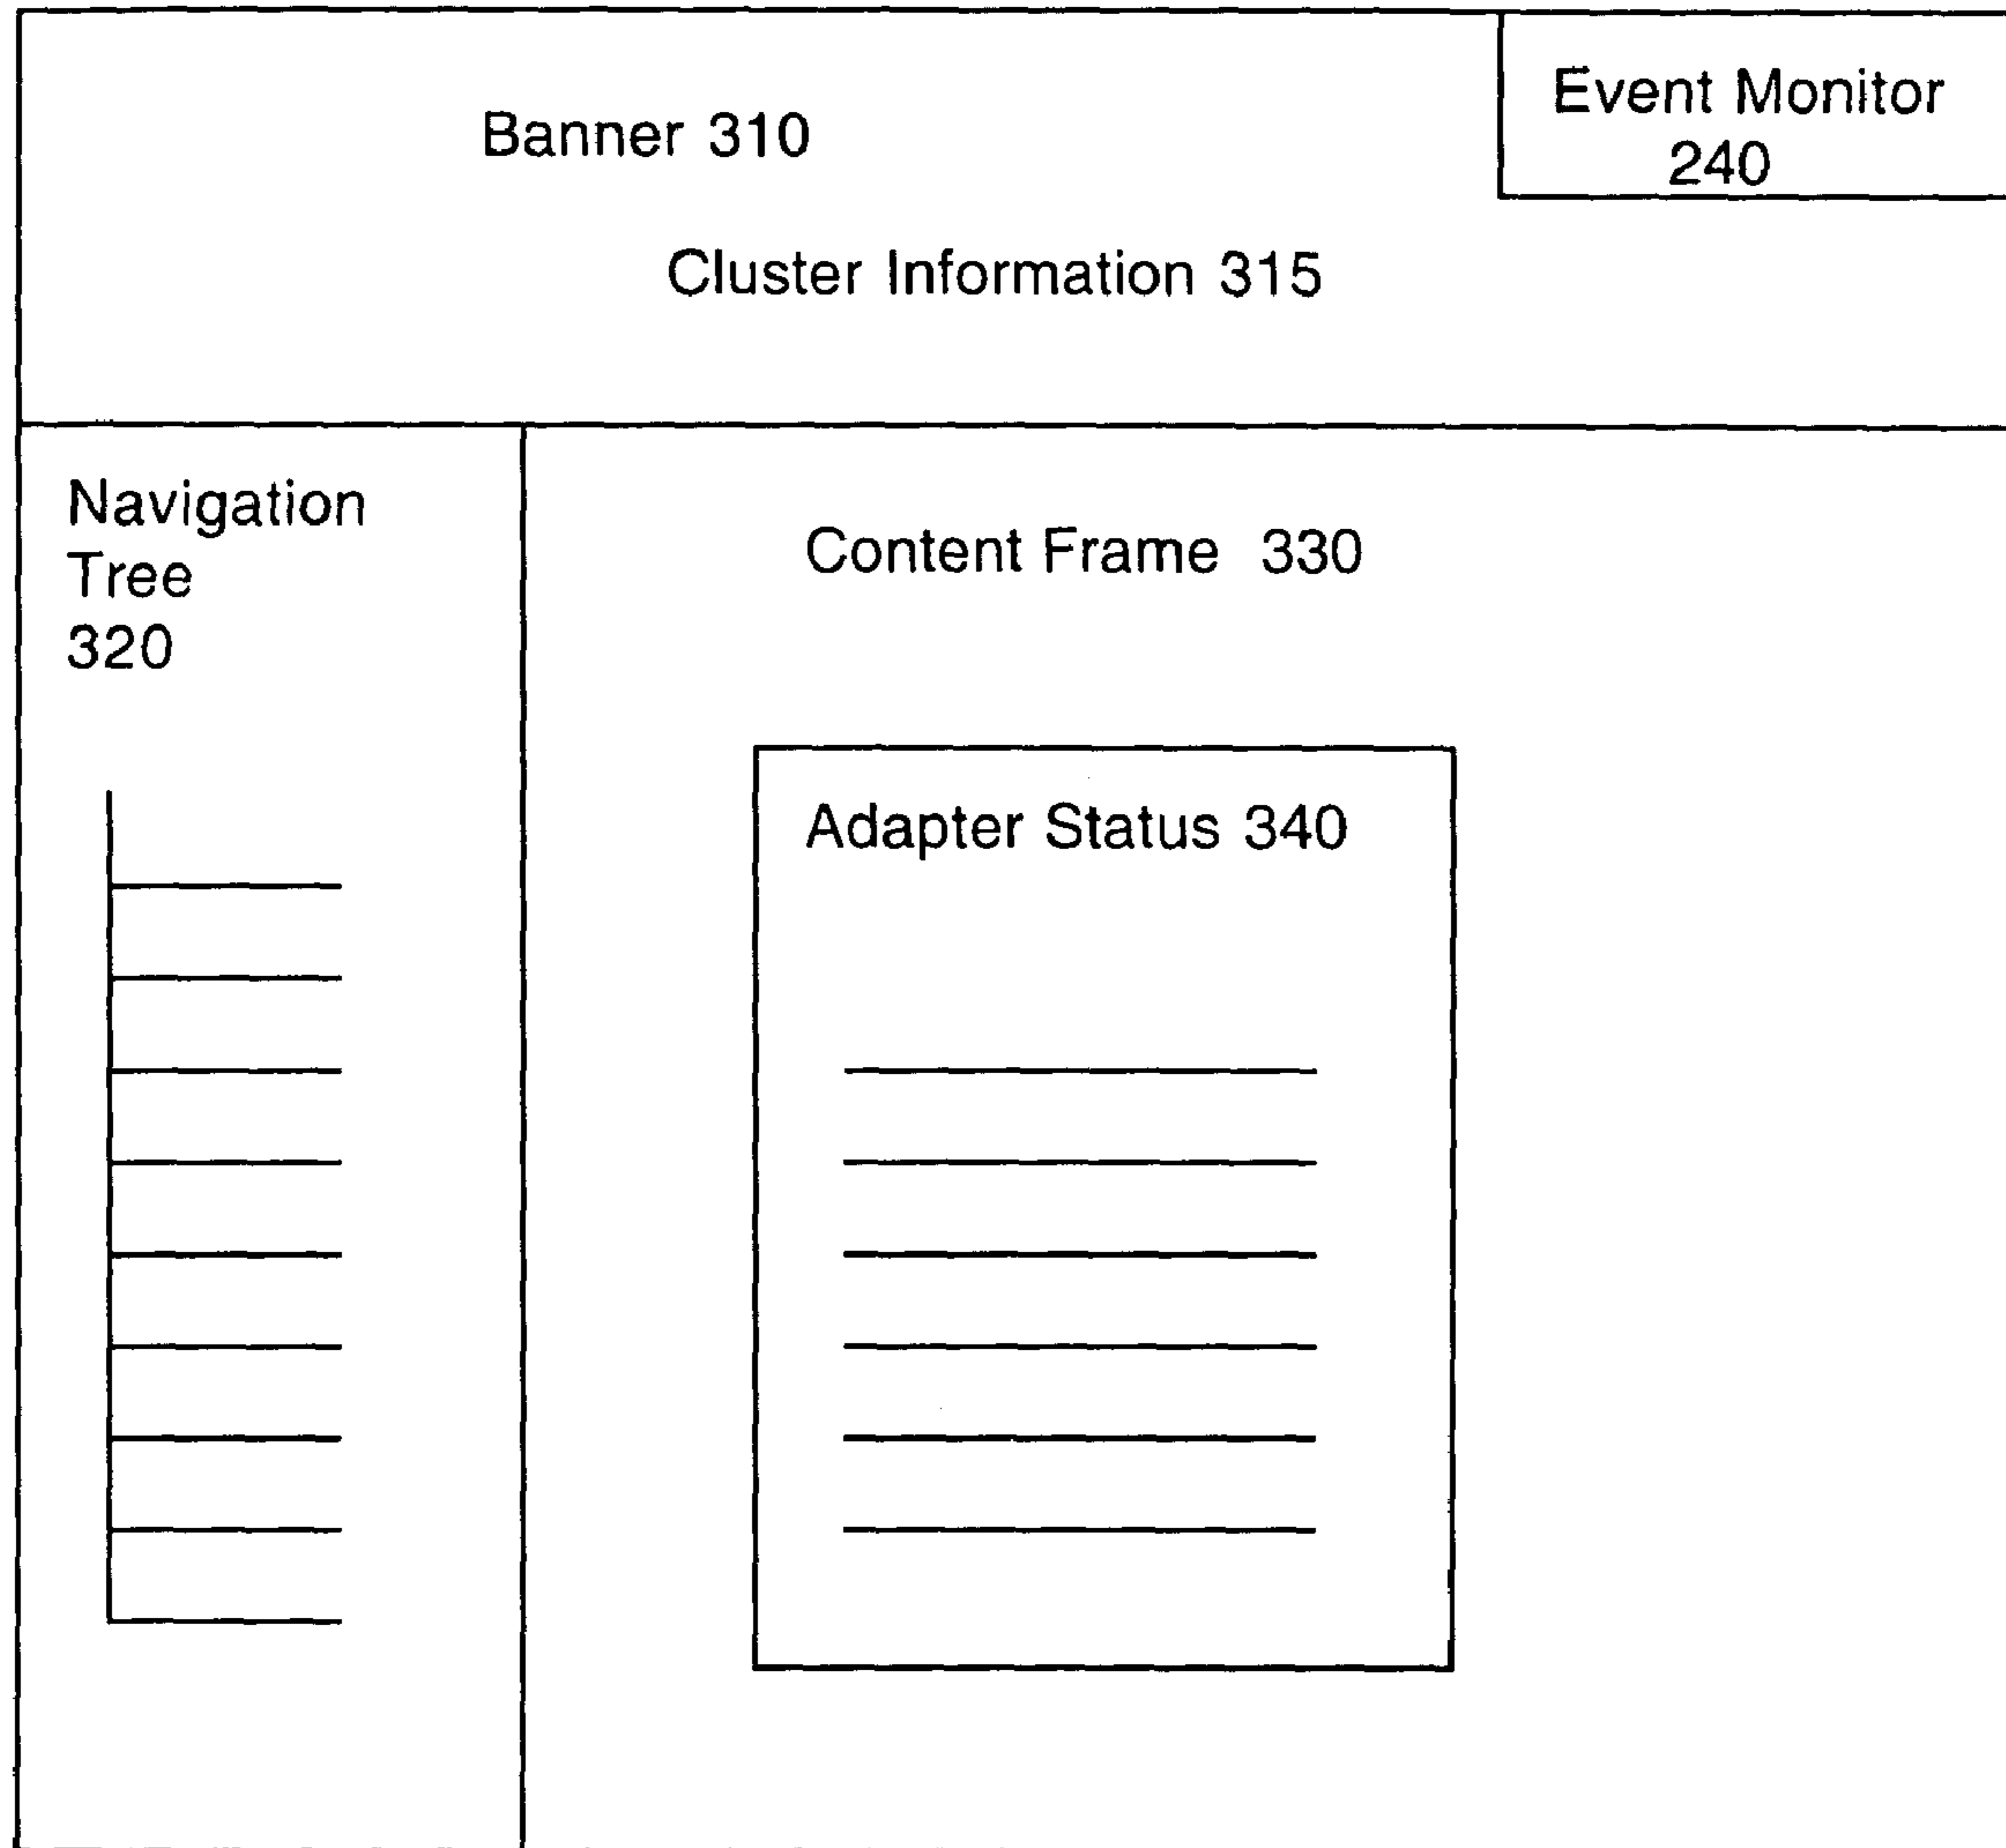 Banner 310
Event Monitor
240
Cluster Information 315
Navigation
Tree
320
Content Frame 330
Adapter Status 340